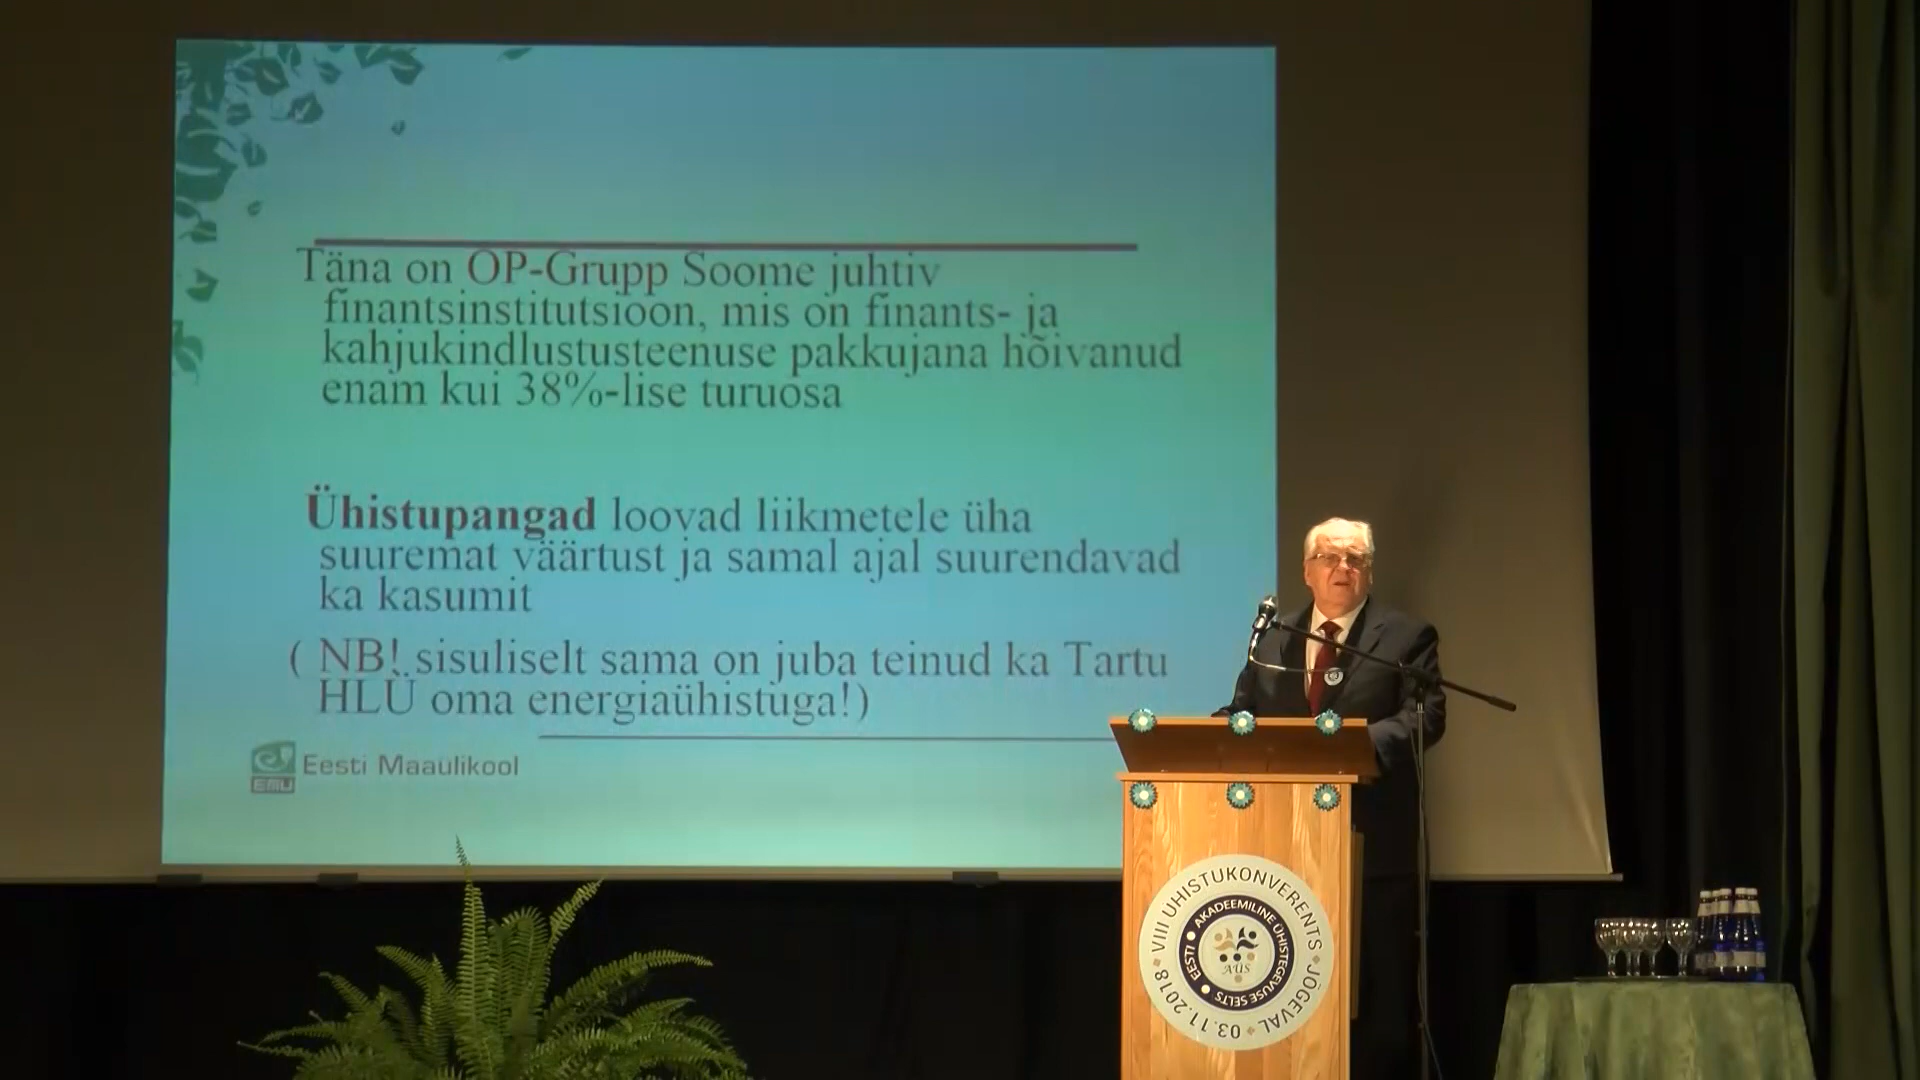 Täna on OP-Grupp Soome juhtiv
finantsinstitutsioon, mis on finants- ja
kahjukindlustusteenuse pakkujana hõivanud
enam kui 38%-lise turuosa
Ühistupangad loovad liikmetele üha
suuremat väärtust ja samal ajal suurendavad
ka kasumit
( NB! sisuliselt sama on juba teinud ka Tartu
HLÜ oma energiaühistuga!)
EMU
Eesti Maaülikool
VIII ÜHISTUKONVERENTS • JÕGEVAL • 03.11.2018 •
EESTI • AKADEEMILINE ÜHISTEGEVUSE SELTS •
AÜS